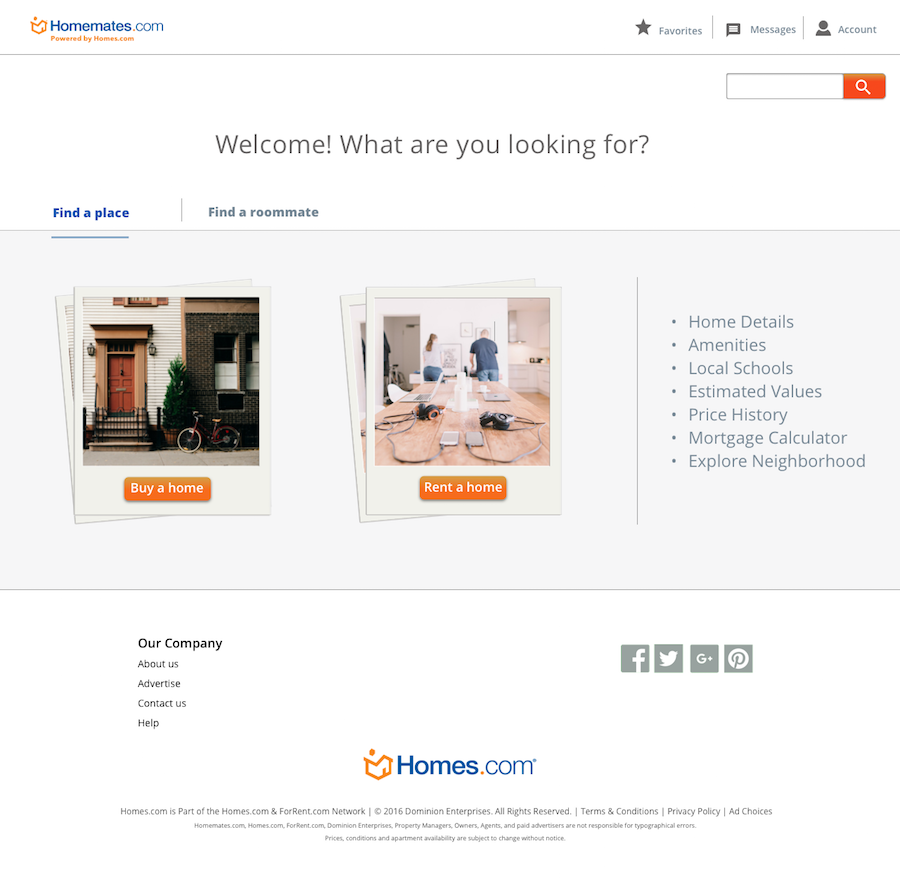 Homemates.com
Powered by Homes.com
Favorites
Messages
Account
Welcome! What are you looking for?
Find a place
Find a roommate
Buy a home
Rent a home
• Home Details
• Amenities
• Local Schools
• Estimated Values
• Price History
• Mortgage Calculator
• Explore Neighborhood
Our Company
About us
Advertise
Contact us
Help
G+
Homes.com®
Homes.com is Part of the Homes.com & ForRent.com Network | © 2016 Dominion Enterprises. All Rights Reserved. | Terms & Conditions | Privacy Policy | Ad Choices
Homemates.com, Homes.com, ForRent.com, Dominion Enterprises, Property Managers, Owners, Agents, and paid advertisers are not responsible for typographical errors.
Prices, conditions and apartment availability are subject to change without notice.